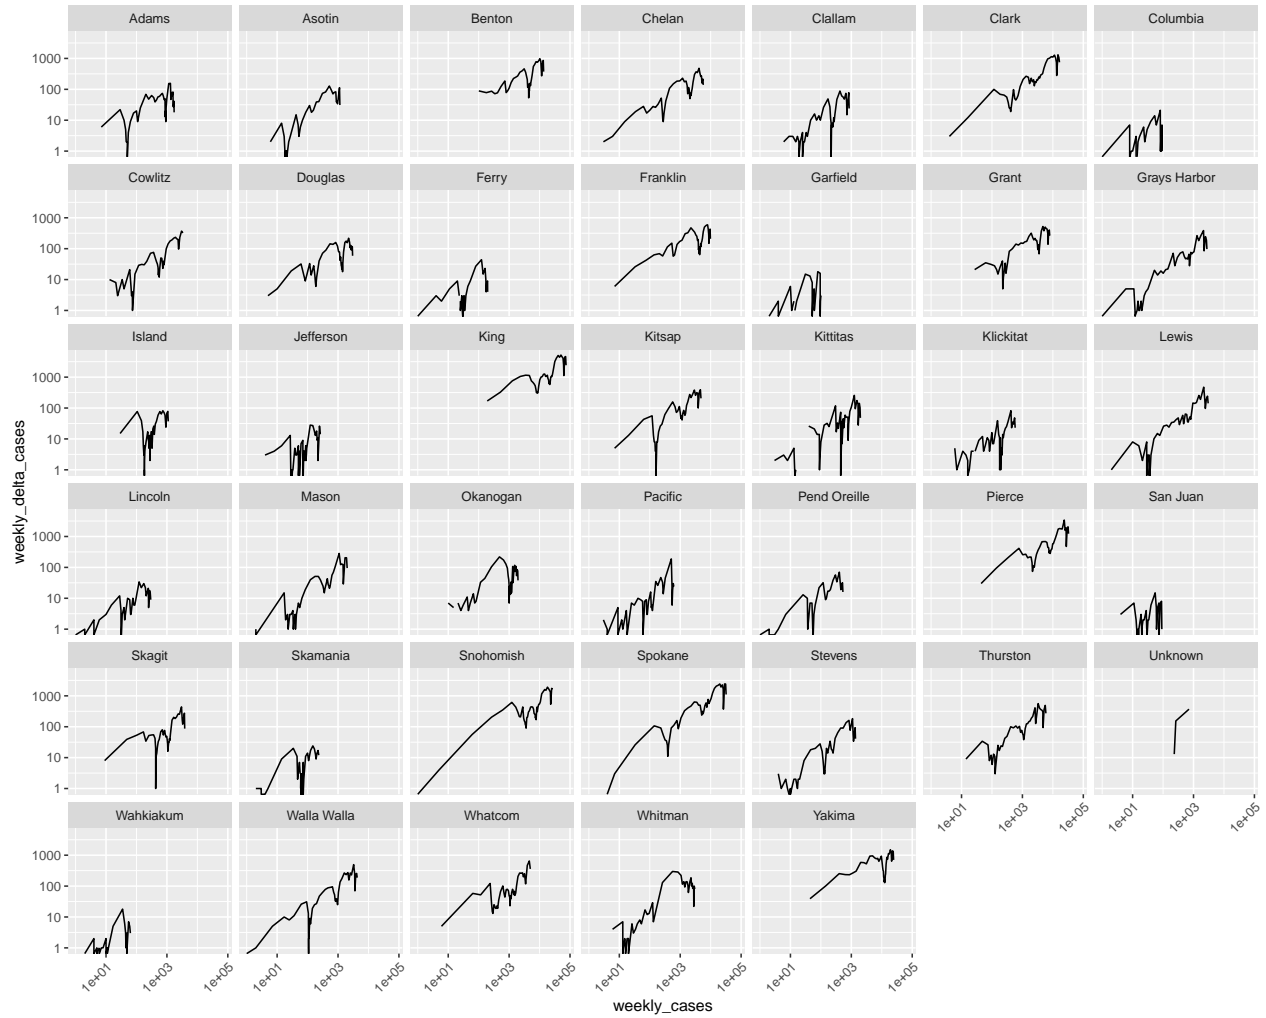 Adams Asotin Benton Chelan Clallam Clark Columbia
1000
100
10
1
Cowlitz Douglas Ferry Franklin Garfield Grant Grays Harbor
1000
100
10
1
Island Jefferson King Kitsap Kittitas Klickitat Lewis
1000
100
10
1
weekly_delta_cases
Lincoln Mason Okanogan Pacific Pend Oreille Pierce San Juan
1000
100
10
1
Skagit Skamania Snohomish Spokane Stevens Thurston Unknown
1000
100
10
1
1e+01 1e+03 1e+05 1e+01 1e+03 1e+05
Wahkiakum Walla Walla Whatcom Whitman Yakima
1000
100
10
1
1e+01 1e+03 1e+05 1e+01 1e+03 1e+05 1e+01 1e+03 1e+05 1e+01 1e+03 1e+05 1e+01 1e+03 1e+05
weekly_cases